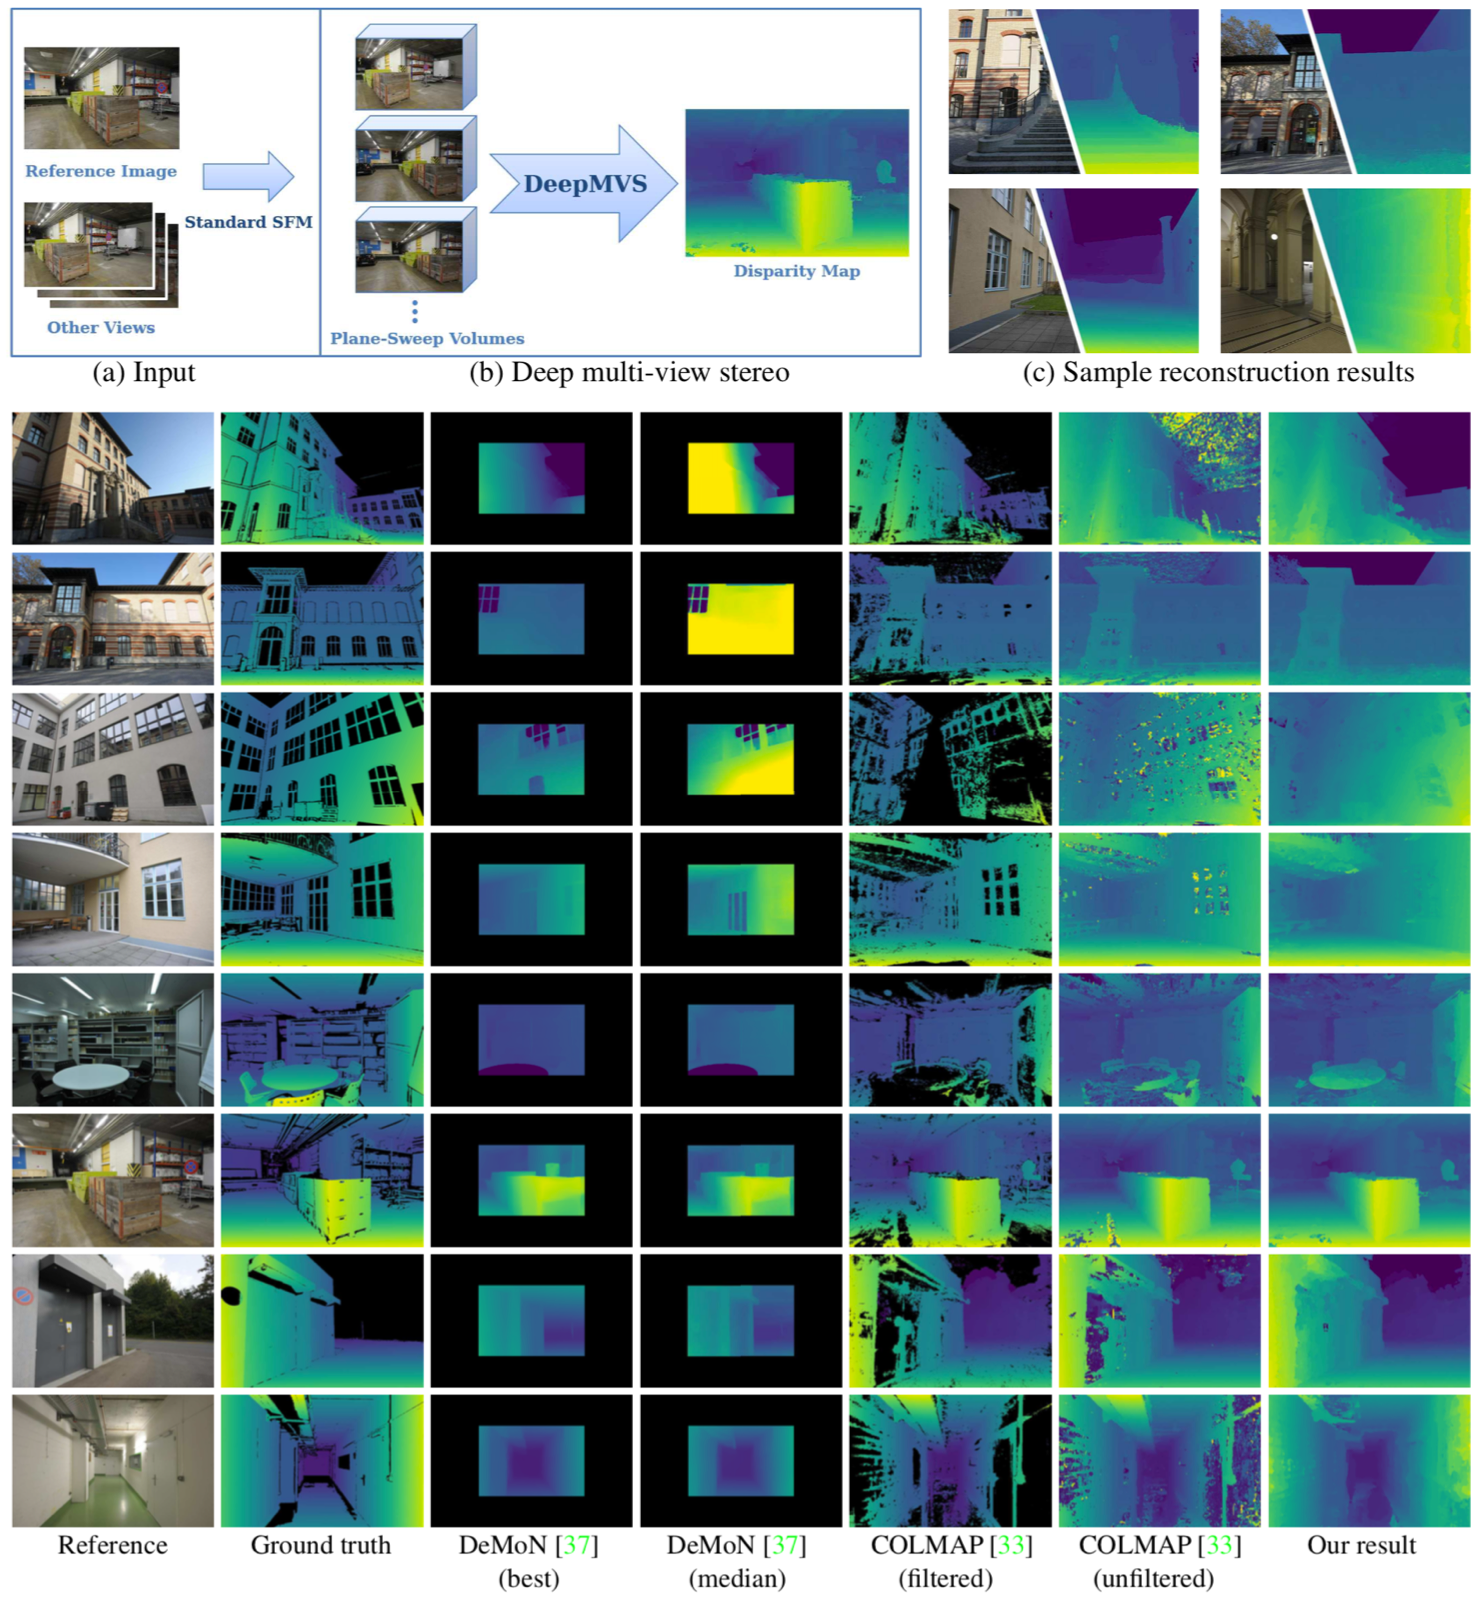 Reference Image
Standard SFM
Other Views
DeepMVS
Disparity Map
Plane-Sweep Volumes
(a) Input
(b) Deep multi-view stereo
(c) Sample reconstruction results
Reference
Ground truth
DeMoN [37]
(best)
DeMoN [37]
(median)
COLMAP [33]
(filtered)
COLMAP [33]
(unfiltered)
Our result